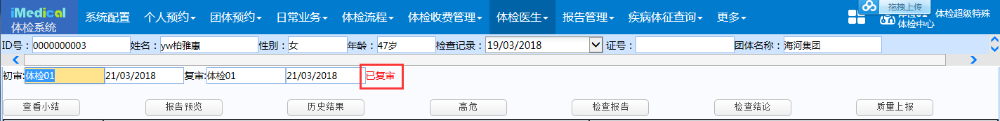 iMedical
体检系统
系统配置 个人预约 团体预约 日常业务 体检流程 体检收费管理 体检医生 报告管理 疾病体征查询 更多
拖拽上传
体检01 体检超级特殊
体检中心
ID号：0000000003 姓名：yw柏雅惠 性别：女 年龄：47岁 检查记录：19/03/2018 证号： 团体名称：海河集团
初审:体检01 21/03/2018 复审:体检01 21/03/2018 已复审
查看小结 报告预览 历史结果 高危 检查报告 检查结论 质量上报